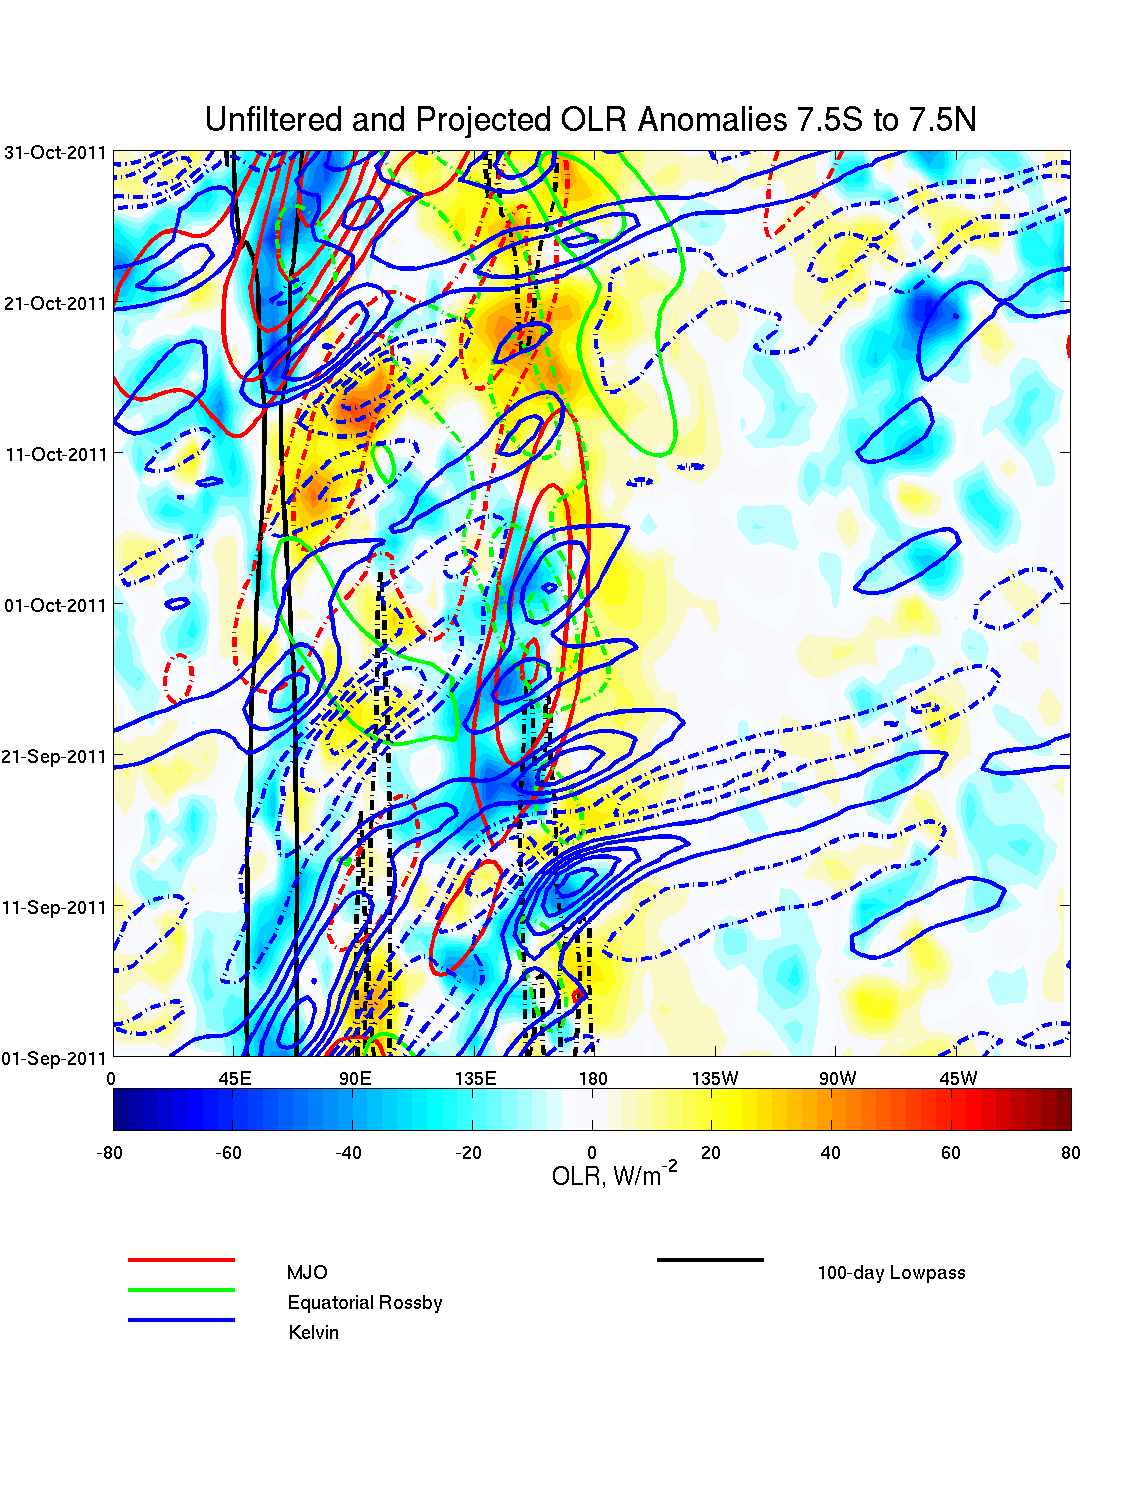 Unfiltered and Projected OLR Anomalies 7.5S to 7.5N
31-Oct-2011
21-Oct-2011
11-Oct-2011
01-Oct-2011
21-Sep-2011
11-Sep-2011
01-Sep-2011
0 45E 90E 135E 180 135W 90W 45W
-80 -60 -40 -20 0 20 40 60 80
OLR, W/m-2
MJO 100-day Lowpass
Equatorial Rossby
Kelvin